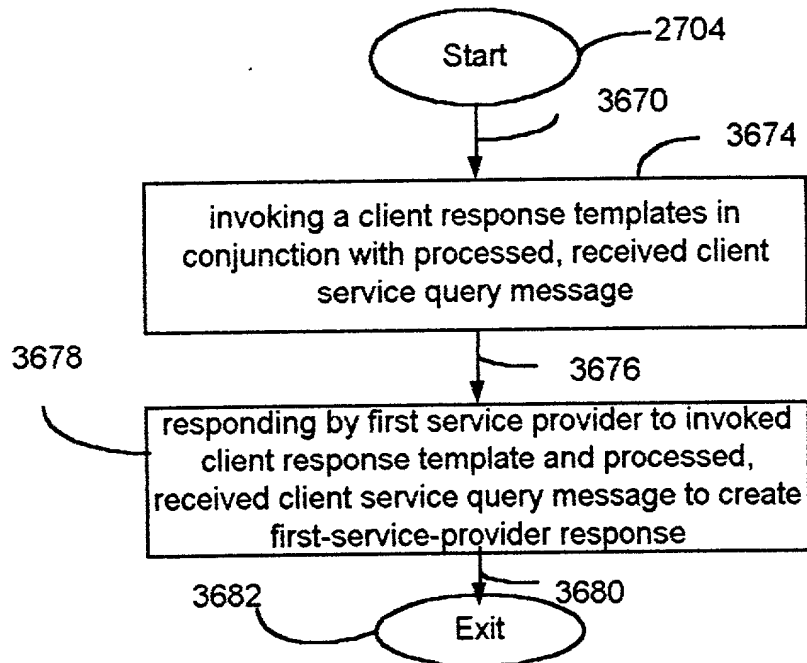 Start
2704
3670
3674
invoking a client response templates in
conjunction with processed, received client
service query message
3678
3676
responding by first service provider to invoked
client response template and processed,
received client service query message to create
first-service-provider response
3682
3680
Exit